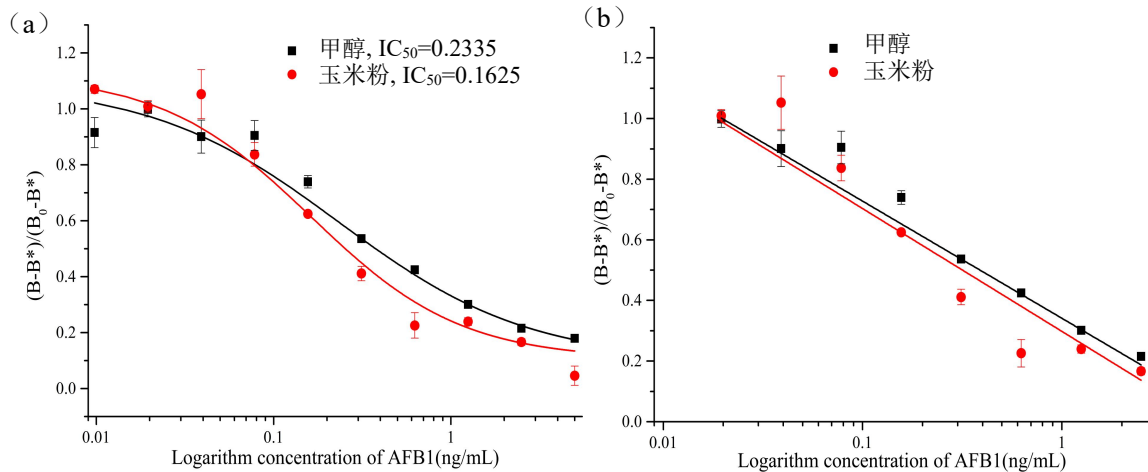 （a）
甲醇, IC50=0.2335
玉米粉, IC50=0.1625
1.2
1.0
0.8
0.6
0.4
0.2
0.0
(B-B*)/(B0-B*)
0.01
0.1
1
Logarithm concentration of AFB1(ng/mL)
（b）
甲醇
玉米粉
1.2
1.0
0.8
0.6
0.4
0.2
0.0
(B-B*)/(B0-B*)
0.01
0.1
1
Logarithm concentration of AFB1(ng/mL)